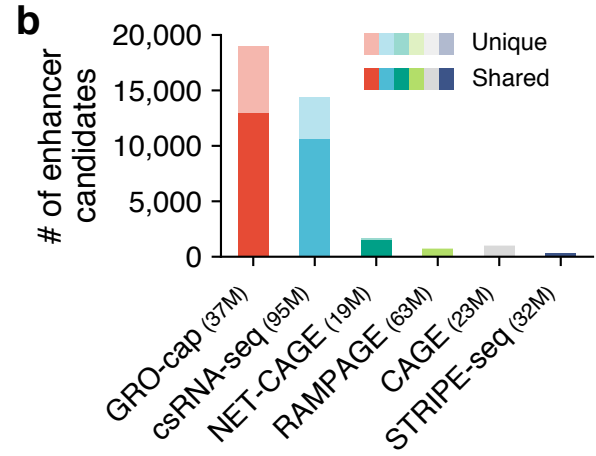 b
# of enhancer
candidates
20,000
15,000
10,000
5,000
0
Unique
Shared
GRO-cap (37M)
csRNA-seq (95M)
NET-CAGE (19M)
RAMPAGE (63M)
CAGE (23M)
STRIPE-seq (32M)